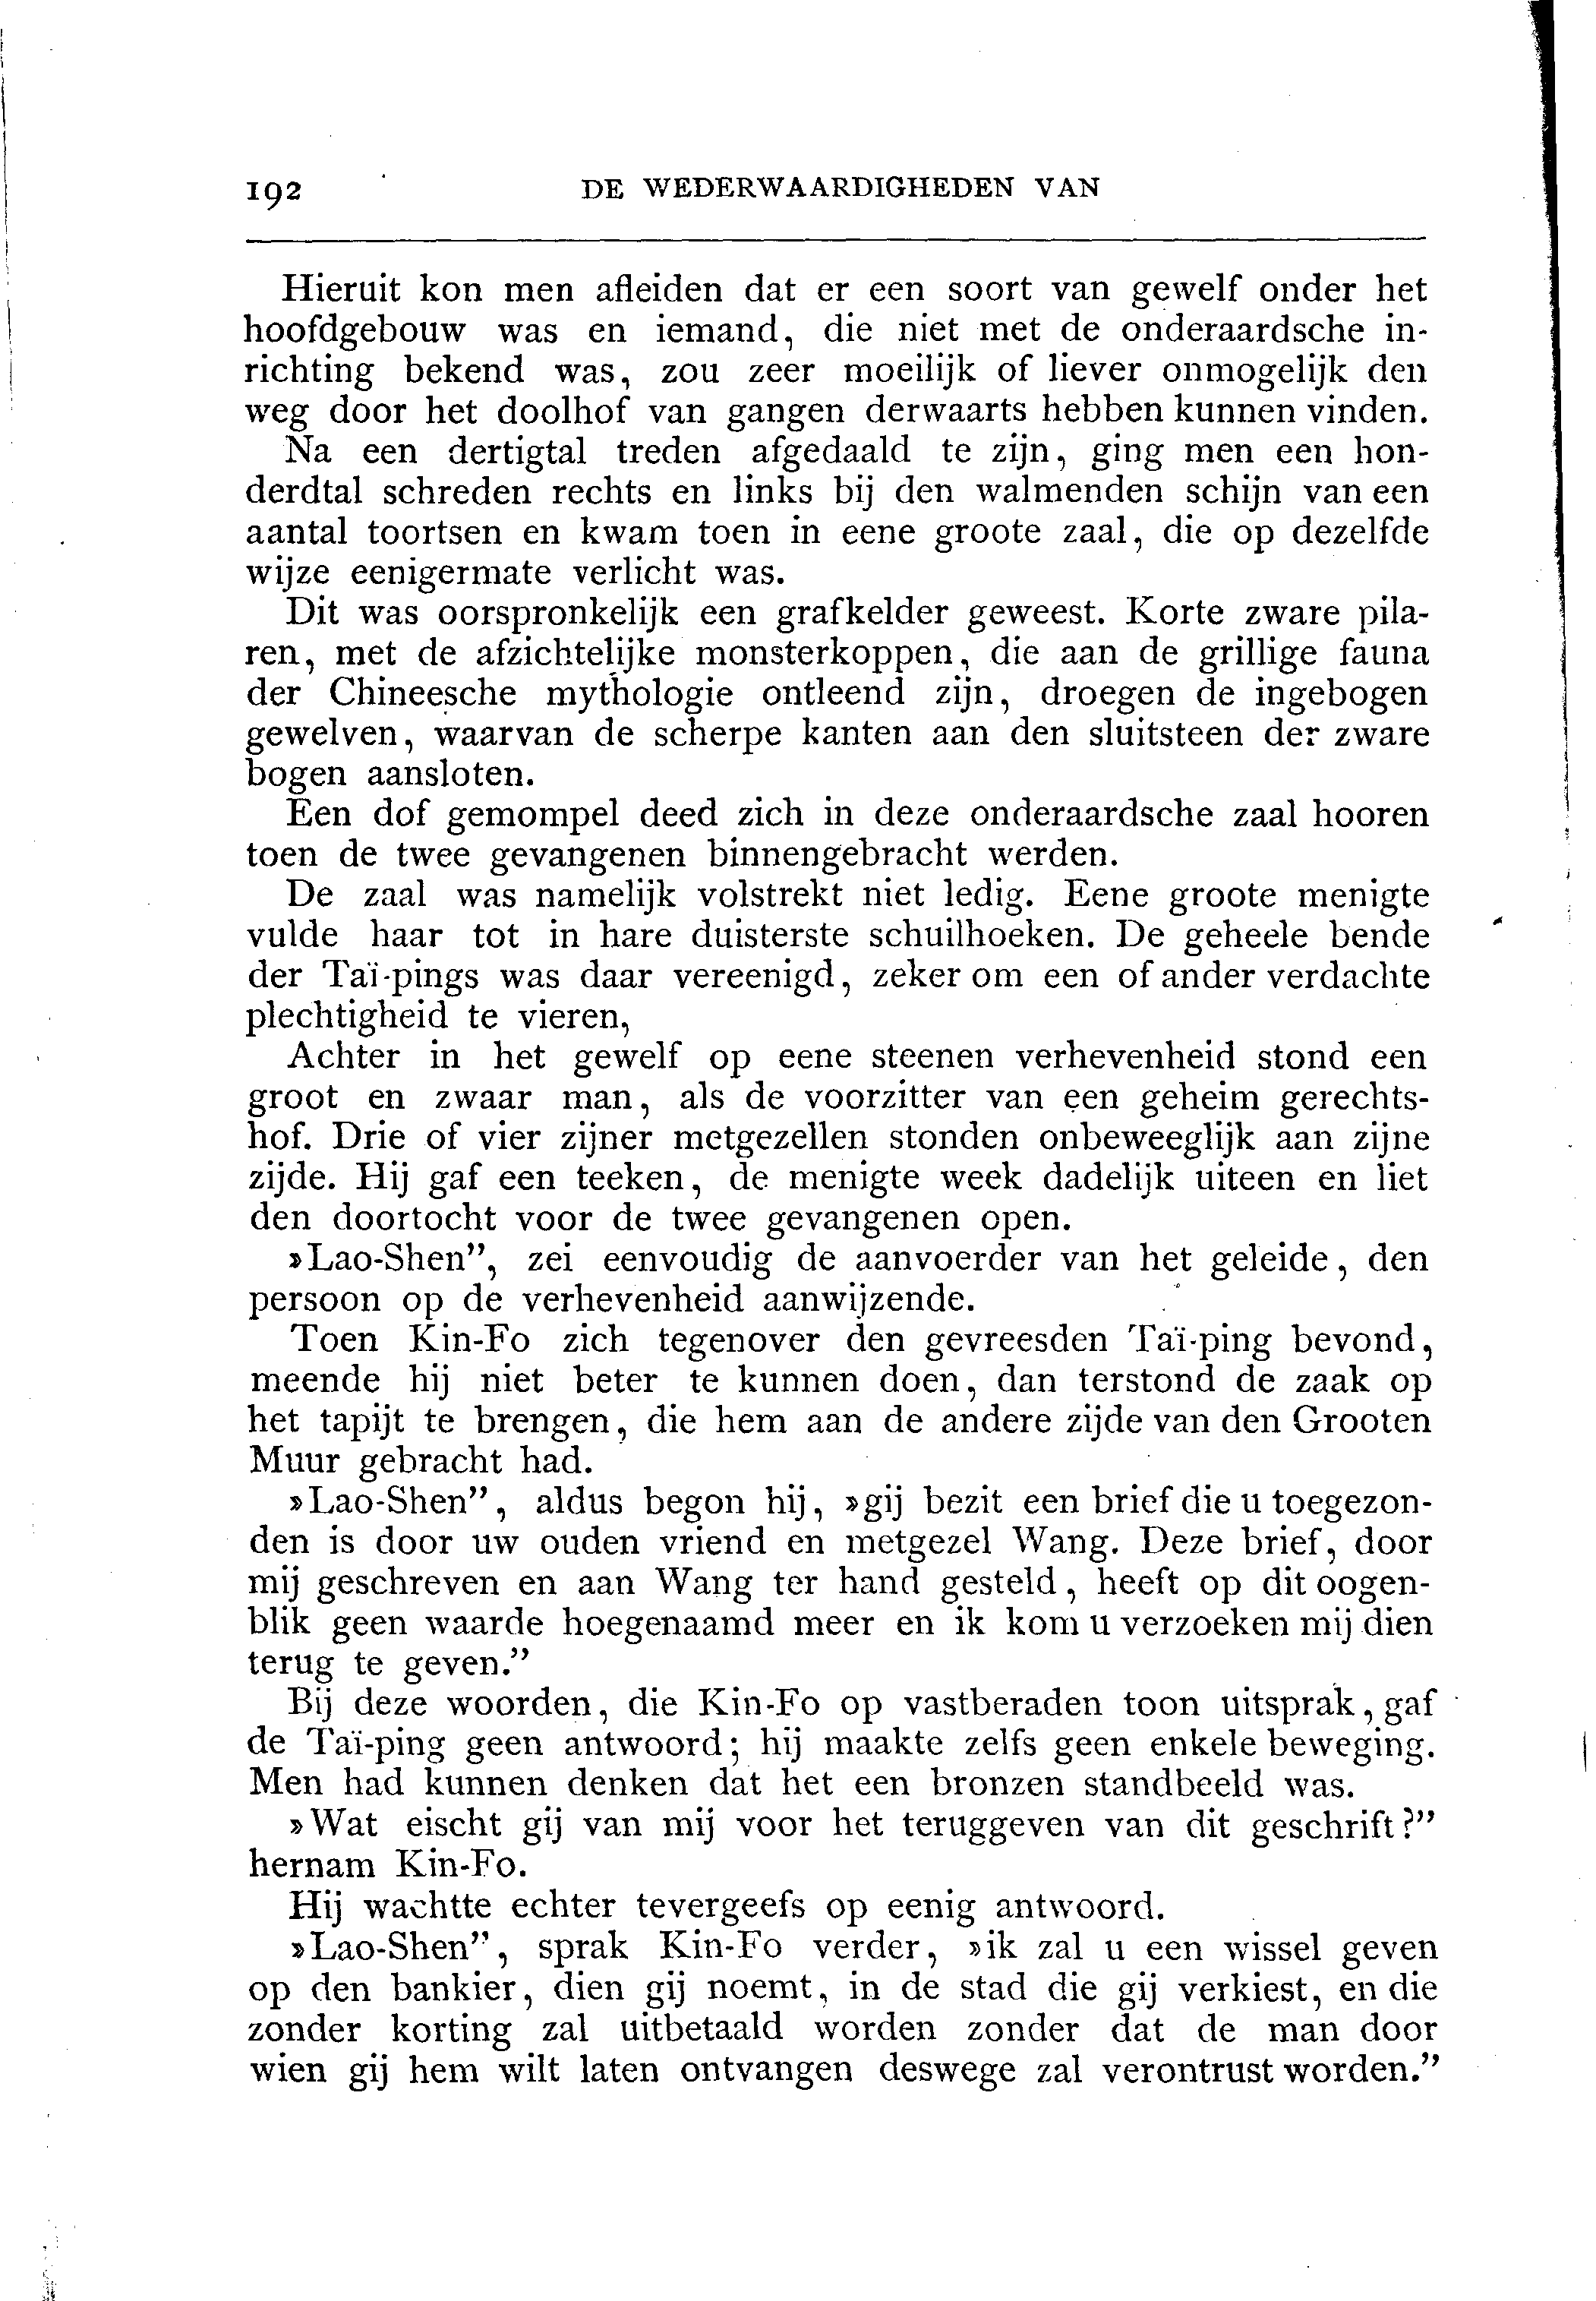 192 DE WEDERWAARDIGHEDEN VAN
Hieruit kon men afleiden dat er een soort van gewelf onder het
hoofdgebouw was en iemand, die niet met de onderaardsche in-
richting bekend was, zou zeer moeilijk of liever onmogelijk den
weg door het doolhof van gangen derwaarts hebben kunnen vinden.
Na een dertigtal treden afgedaald te zijn, ging men een hon-
derdtal schreden rechts en links bij den walmenden schijn van een
aantal toortsen en kwam toen in eene groote zaal, die op dezelfde
wijze eenigermate verlicht was.
Dit was oorspronkelijk een grafkelder geweest. Korte zware pila-
ren, met de afzichtelijke monsterkoppen, die aan de grillige fauna
der Chineesche mythologie ontleend zijn, droegen de ingebogen
gewelven, waarvan de scherpe kanten aan den sluitsteen der zware
bogen aansloten.
Een dof gemompel deed zich in deze onderaardsche zaal hooren
toen de twee gevangenen binnengebracht werden.
De zaal was namelijk volstrekt niet ledig. Eene groote menigte
vulde haar tot in hare duisterste schuilhoeken. De geheele bende
der Taï-pings was daar vereenigd, zeker om een of ander verdachte
plechtigheid te vieren,
Achter in het gewelf op eene steenen verhevenheid stond een
groot en zwaar man, als de voorzitter van een geheim gerechts-
hof. Drie of vier zijner metgezellen stonden onbeweeglijk aan zijne
zijde. Hij gaf een teeken, de menigte week dadelijk uiteen en liet
den doortocht voor de twee gevangenen open.
»Lao-Shen”, zei eenvoudig de aanvoerder van het geleide, den
persoon op de verhevenheid aanwijzende.
Toen Kin-Fo zich tegenover den gevreesden Taï-ping bevond,
meende hij niet beter te kunnen doen, dan terstond de zaak op
het tapijt te brengen, die hem aan de andere zijde van den Grooten
Muur gebracht had.
»Lao-Shen”, aldus begon hij, »gij bezit een brief die u toegezon-
den is door uw ouden vriend en metgezel Wang. Deze brief, door
mij geschreven en aan Wang ter hand gesteld, heeft op dit oogen-
blik geen waarde hoegenaamd meer en ik kom u verzoeken mij dien
terug te geven.”
Bij deze woorden, die Kin-Fo op vastberaden toon uitsprak, gaf
de Taï-ping geen antwoord; hij maakte zelfs geen enkele beweging.
Men had kunnen denken dat het een bronzen standbeeld was.
»Wat eischt gij van mij voor het teruggeven van dit geschrift?”
hernam Kin-Fo.
Hij wachtte echter tevergeefs op eenig antwoord.
»Lao-Shen”, sprak Kin-Fo verder, »ik zal u een wissel geven
op den bankier, dien gij noemt, in de stad die gij verkiest, en die
zonder korting zal uitbetaald worden zonder dat de man door
wien gij hem wilt laten ontvangen deswege zal verontrust worden.”